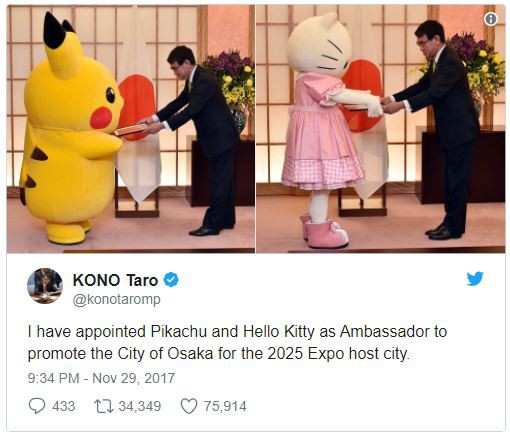 KONO Taro
@konotaromp
I have appointed Pikachu and Hello Kitty as Ambassador to
promote the City of Osaka for the 2025 Expo host city.
9:34 PM - Nov 29, 2017
433 34,349 75,914